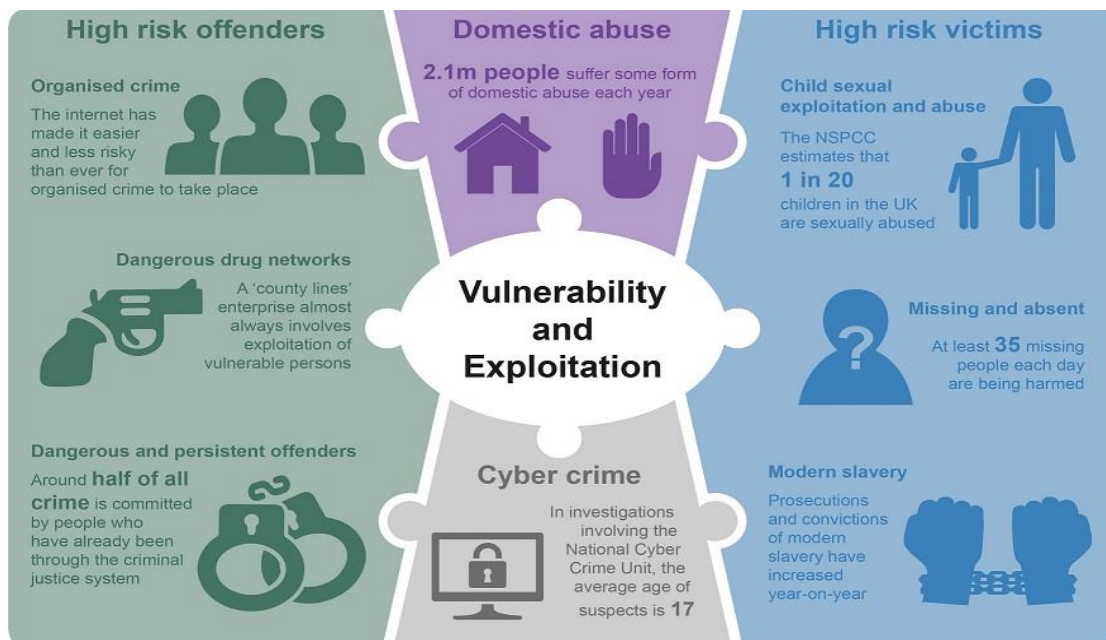 High risk offenders
Organised crime
The internet has
made it easier
and less risky
than ever for
organised crime to take place
Dangerous drug networks
A ‘county lines’
enterprise almost
always involves
exploitation of
vulnerable persons
Dangerous and persistent offenders
Around half of all
crime is committed
by people who
have already been
through the criminal
justice system
Domestic abuse
2.1m people suffer some form
of domestic abuse each year
Vulnerability
and
Exploitation
Cyber crime
In investigations
involving the
National Cyber
Crime Unit, the
average age of
suspects is 17
High risk victims
Child sexual
exploitation and abuse
The NSPCC
estimates that
1 in 20
children in the UK
are sexually abused
?
Missing and absent
At least 35 missing
people each day
are being harmed
Modern slavery
Prosecutions
and convictions
of modern
slavery have
increased
year-on-year